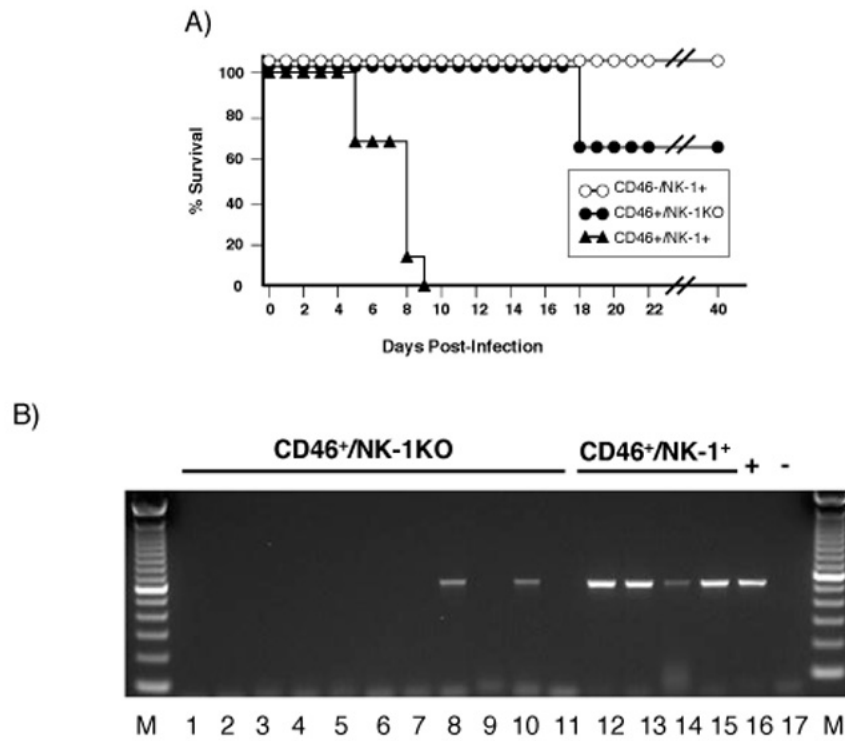 A)
100
80
60
40
20
0
% Survival
CD46-/NK-1+
CD46+/NK-1KO
CD46+/NK-1+
0 2 4 6 8 10 12 14 16 18 20 22 40
Days Post-Infection
B)
CD46⁺/NK-1KO CD46⁺/NK-1⁺ + -
M 1 2 3 4 5 6 7 8 9 10 11 12 13 14 15 16 17 M